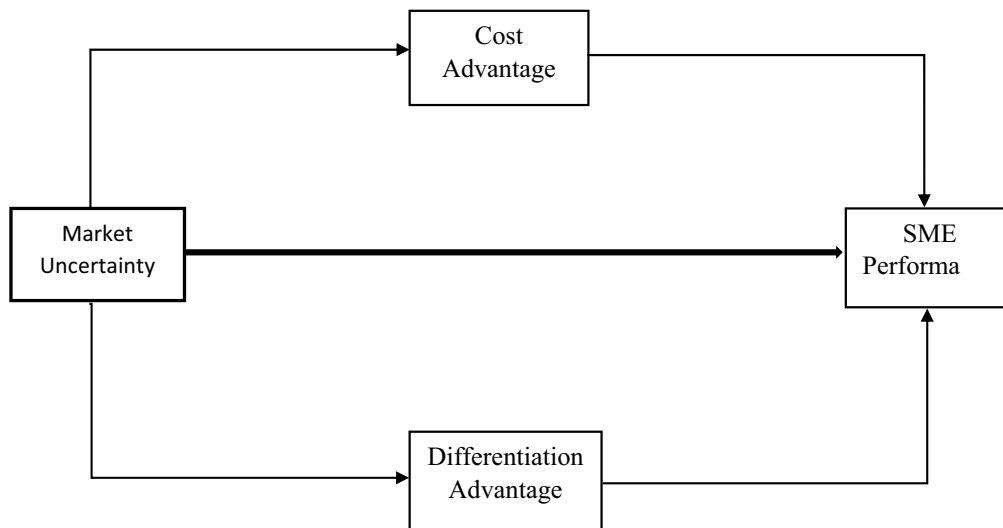 Cost
Advantage
Market
Uncertainty
SME
Performa
Differentiation
Advantage